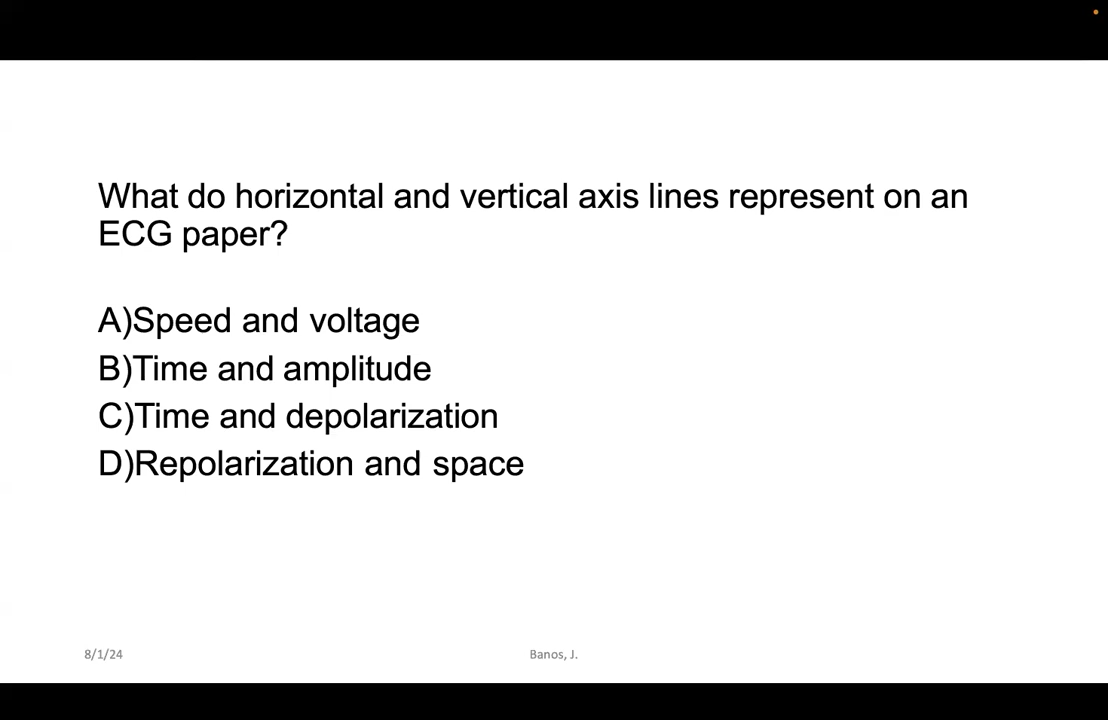 What do horizontal and vertical axis lines represent on an
ECG paper?
A)Speed and voltage
B)Time and amplitude
C)Time and depolarization
D)Repolarization and space
8/1/24
Banos, J.